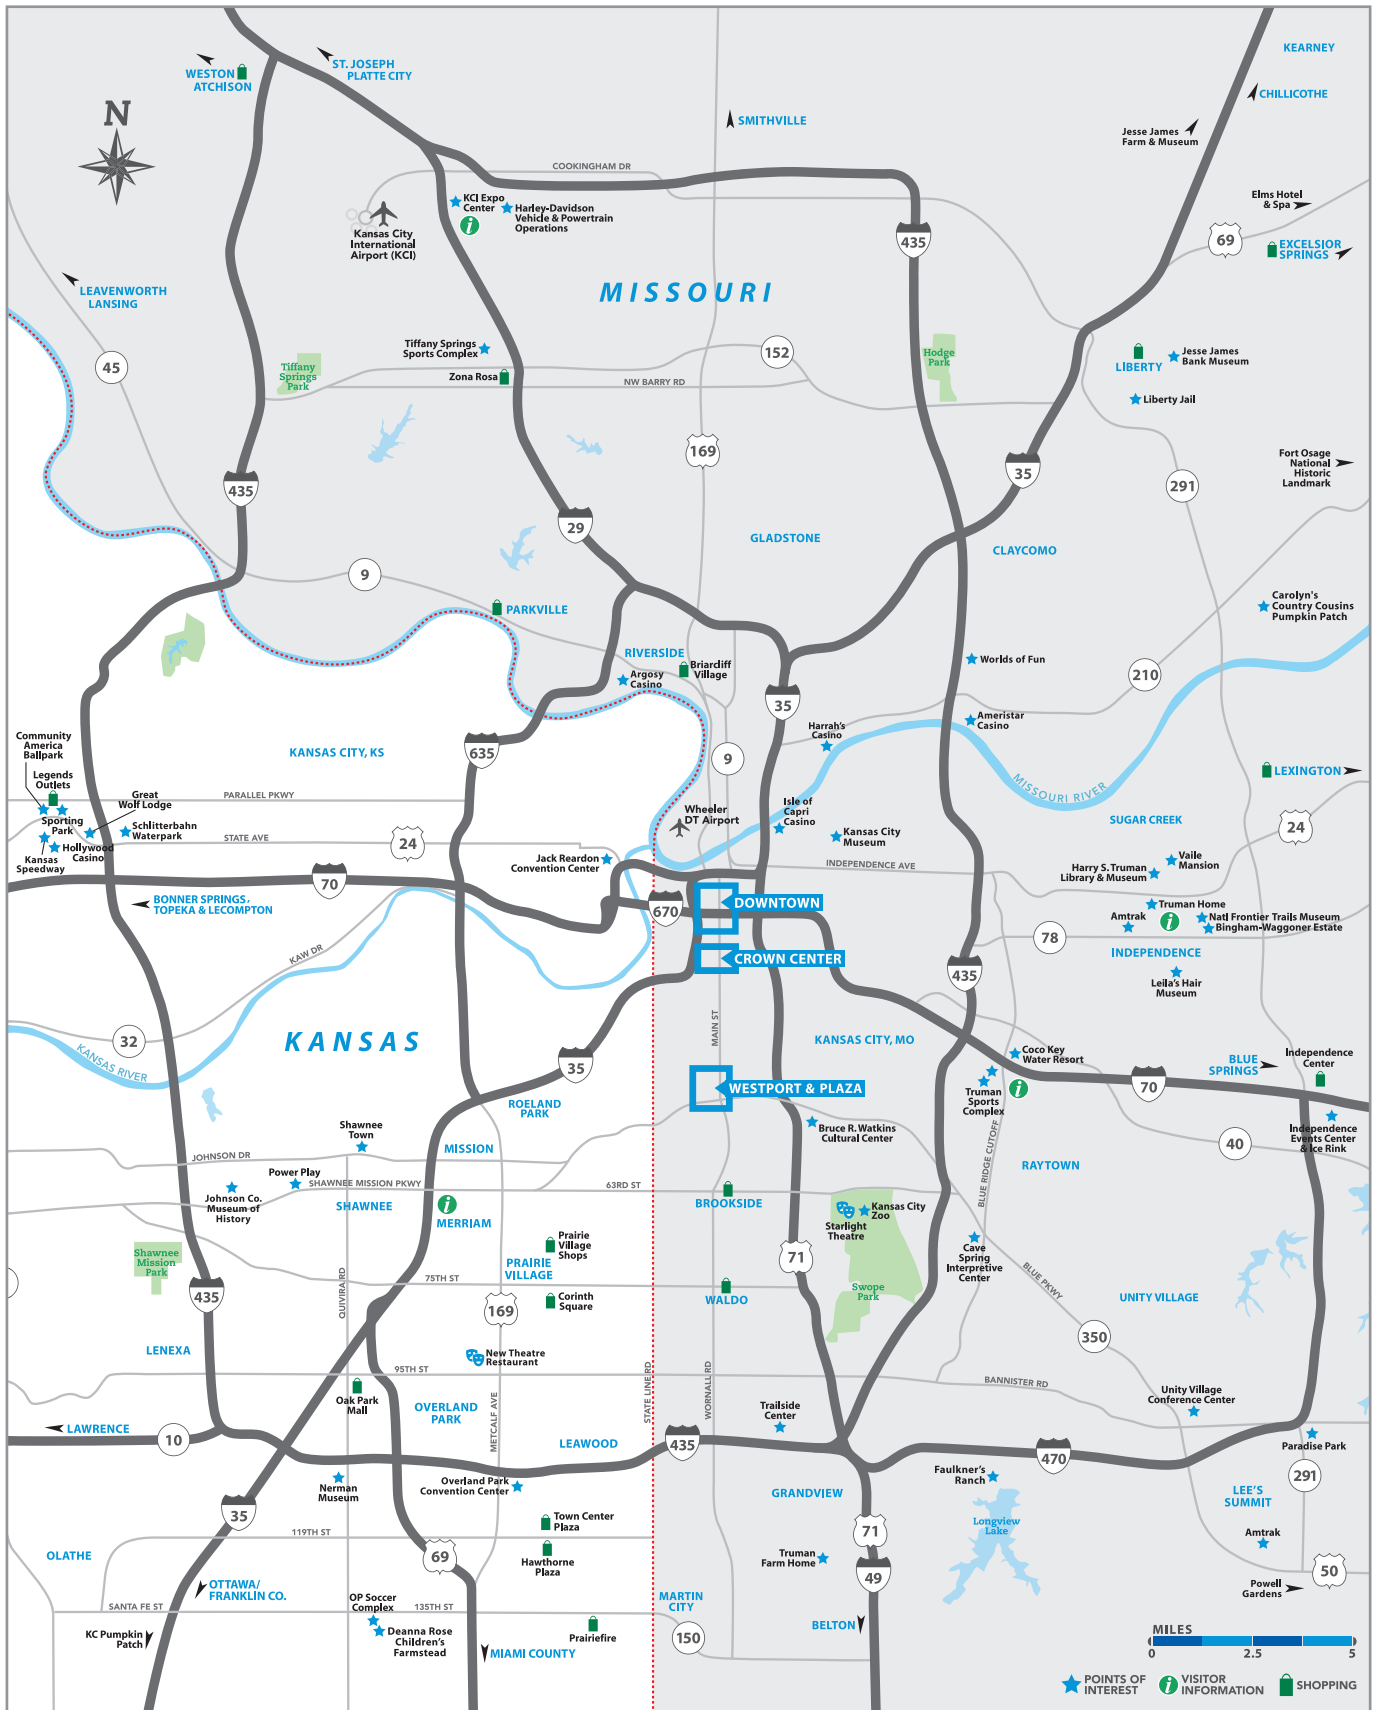 KEARNEY
ST. JOSEPH
PLATTE CITY
WESTON
ATCHISON
CHILLICOTHE
N
SMITHVILLE
Jesse James
Farm & Museum
COOKINGHAM DR
KCI Expo
Center
Harley-Davidson
Vehicle & Powertrain
Operations
Elms Hotel
& Spa
Kansas City
International
Airport (KCI)
435
69
EXCELSIOR
SPRINGS
LEAVENWORTH
LANSING
MISSOURI
Tiffany Springs
Sports Complex
152
Hodge
Park
Jesse James
Bank Museum
LIBERTY
45
Tiffany
Springs
Park
Zona Rosa
NW BARRY RD
Liberty Jail
169
Fort Osage
National
Historic
Landmark
35
291
435
29
GLADSTONE
CLAYCOMO
9
PARKVILLE
Carolyn's
Country Cousins
Pumpkin Patch
RIVERSIDE
Briarcliff
Village
Argosy
Casino
Worlds of Fun
210
35
Ameristar
Casino
Harrah's
Casino
Community
America
Ballpark
KANSAS CITY, KS
635
9
LEXINGTON
Legends
Outlets
PARALLEL PKWY
Great
Wolf Lodge
MISSOURI RIVER
Isle of
Capri
Casino
Wheeler
DT Airport
SUGAR CREEK
24
Sporting
Park
Schlitterbahn
Waterpark
STATE AVE
24
Kansas City
Museum
Hollywood
Casino
Kansas
Speedway
Jack Reardon
Convention Center
INDEPENDENCE AVE
Vaile
Mansion
Harry S. Truman
Library & Museum
70
BONNER SPRINGS,
TOPEKA & LECOMPTON
670
DOWNTOWN
Truman Home
Amtrak
Natl Frontier Trails Museum
Bingham-Waggoner Estate
78
INDEPENDENCE
KAW DR
CROWN CENTER
435
Leila's Hair
Museum
32
KANSAS
MAIN ST
KANSAS CITY, MO
KANSAS RIVER
Coco Key
Water Resort
BLUE
SPRINGS
Independence
Center
35
WESTPORT & PLAZA
70
Truman
Sports
Complex
ROELAND
PARK
Shawnee
Town
Bruce R. Watkins
Cultural Center
Independence
Events Center
& Ice Rink
40
JOHNSON DR
MISSION
BLUE RIDGE CUTOFF
RAYTOWN
Power Play
SHAWNEE MISSION PKWY
63RD ST
Johnson Co.
Museum of
History
SHAWNEE
MERRIAM
BROOKSIDE
Kansas City
Zoo
Starlight
Theatre
Shawnee
Mission
Park
Prairie
Village
Shops
PRAIRIE
VILLAGE
71
Cave
Spring
Interpretive
Center
BLUE PKWY
435
QUIVIRA RD
75TH ST
Corinth
Square
WALDO
Swope
Park
UNITY VILLAGE
169
350
LENEXA
New Theatre
Restaurant
95TH ST
STATE LINE RD
WORNALL RD
BANNISTER RD
Oak Park
Mall
OVERLAND
PARK
METCALF AVE
Unity Village
Conference Center
Trailside
Center
LAWRENCE
10
LEAWOOD
435
470
Paradise Park
Nerman
Museum
Overland Park
Convention Center
Faulkner's
Ranch
291
GRANDVIEW
LEE'S
SUMMIT
35
Town Center
Plaza
Longview
Lake
119TH ST
71
Amtrak
OLATHE
69
Hawthorne
Plaza
Truman
Farm Home
49
50
OTTAWA/
FRANKLIN CO.
Powell
Gardens
SANTA FE ST
OP Soccer
Complex
135TH ST
MARTIN
CITY
KC Pumpkin
Patch
Deanna Rose
Children's
Farmstead
Prairiefire
150
BELTON
MIAMI COUNTY
MILES
0 2.5 5
POINTS OF
INTEREST
VISITOR
INFORMATION
SHOPPING